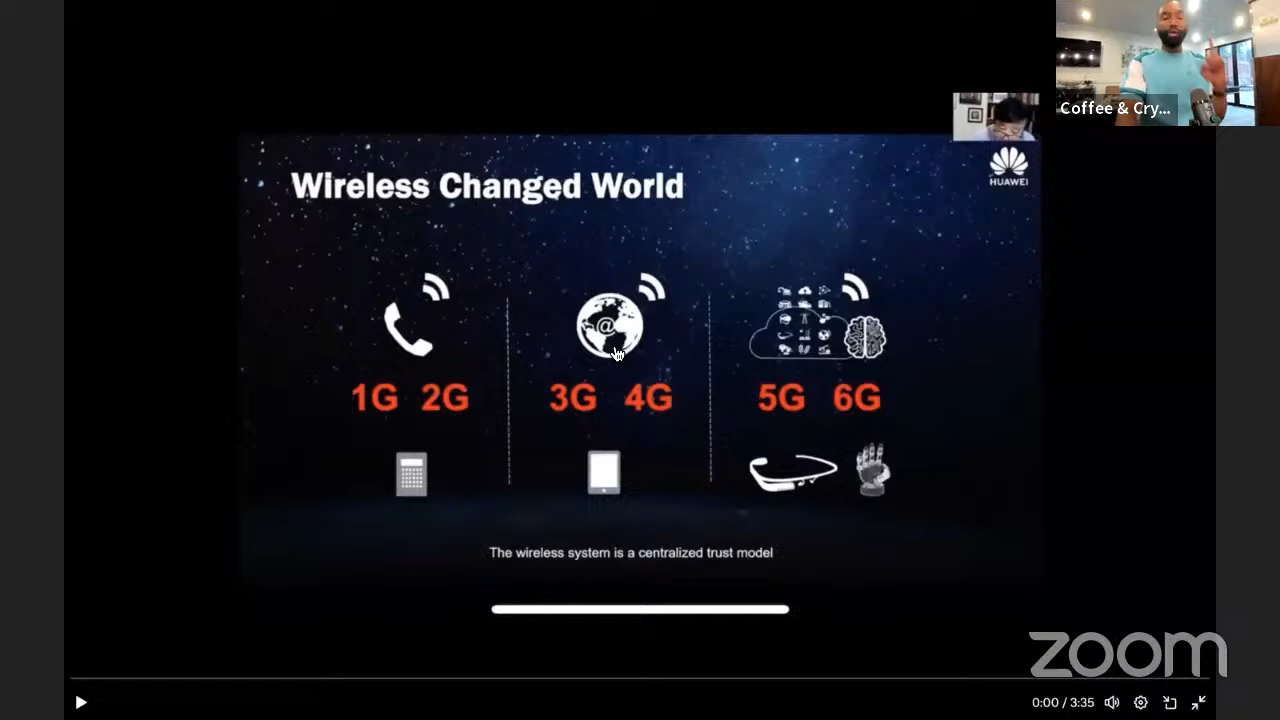 Coffee & Cry...
Wireless Changed World
HUAWEI
@
1G 2G
3G 4G
5G 6G
The wireless system is a centralized trust model
zoom
0:00 / 3:35